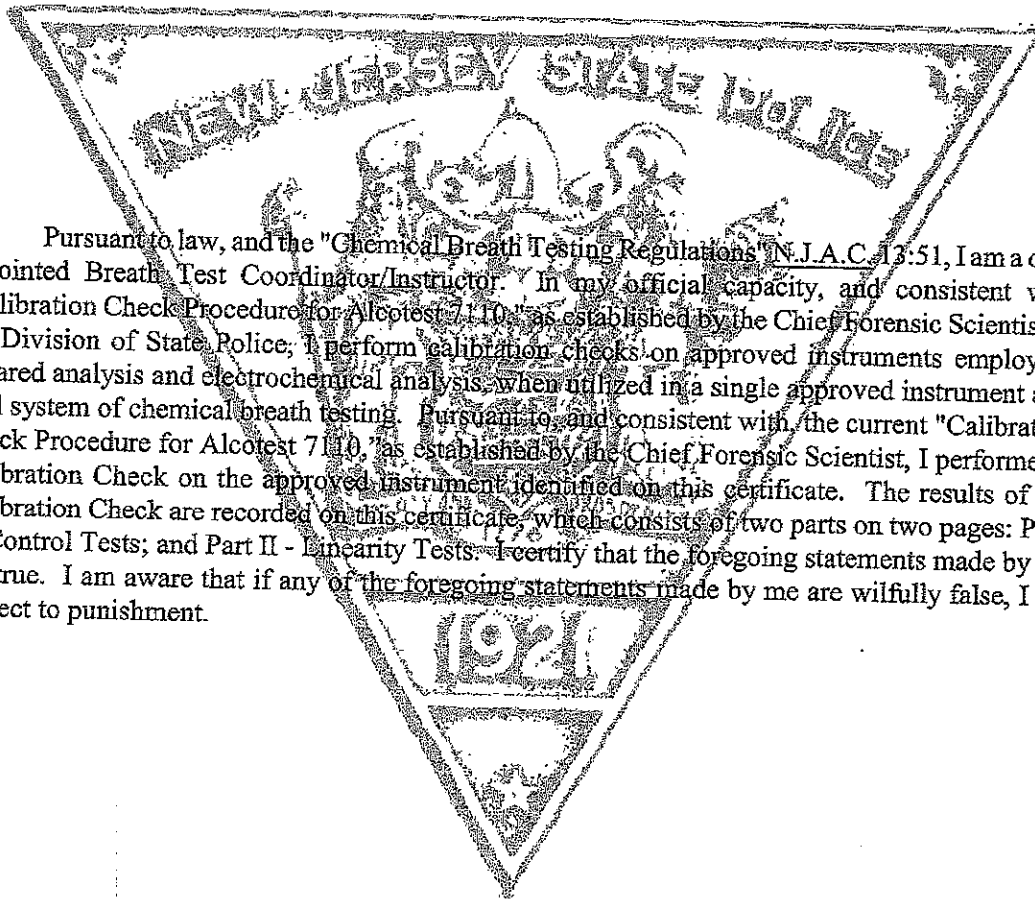 NEW JERSEY STATE POLICE
Pursuant to law, and the "Chemical Breath Testing Regulations" N.J.A.C. 13:51, I am a d
ointed Breath Test Coordinator/Instructor. In my official capacity, and consistent w
libration Check Procedure for Alcotest 7110," as established by the Chief Forensic Scientis
Division of State Police, I perform calibration checks on approved instruments employ
ared analysis and electrochemical analysis, when utilized in a single approved instrument a
l system of chemical breath testing. Pursuant to, and consistent with, the current "Calibrat
ck Procedure for Alcotest 7110," as established by the Chief Forensic Scientist, I performe
bration Check on the approved instrument identified on this certificate. The results of
bration Check are recorded on this certificate, which consists of two parts on two pages: P
Control Tests; and Part II - Linearity Tests. I certify that the foregoing statements made by
true. I am aware that if any of the foregoing statements made by me are wilfully false, I
ject to punishment.
1921